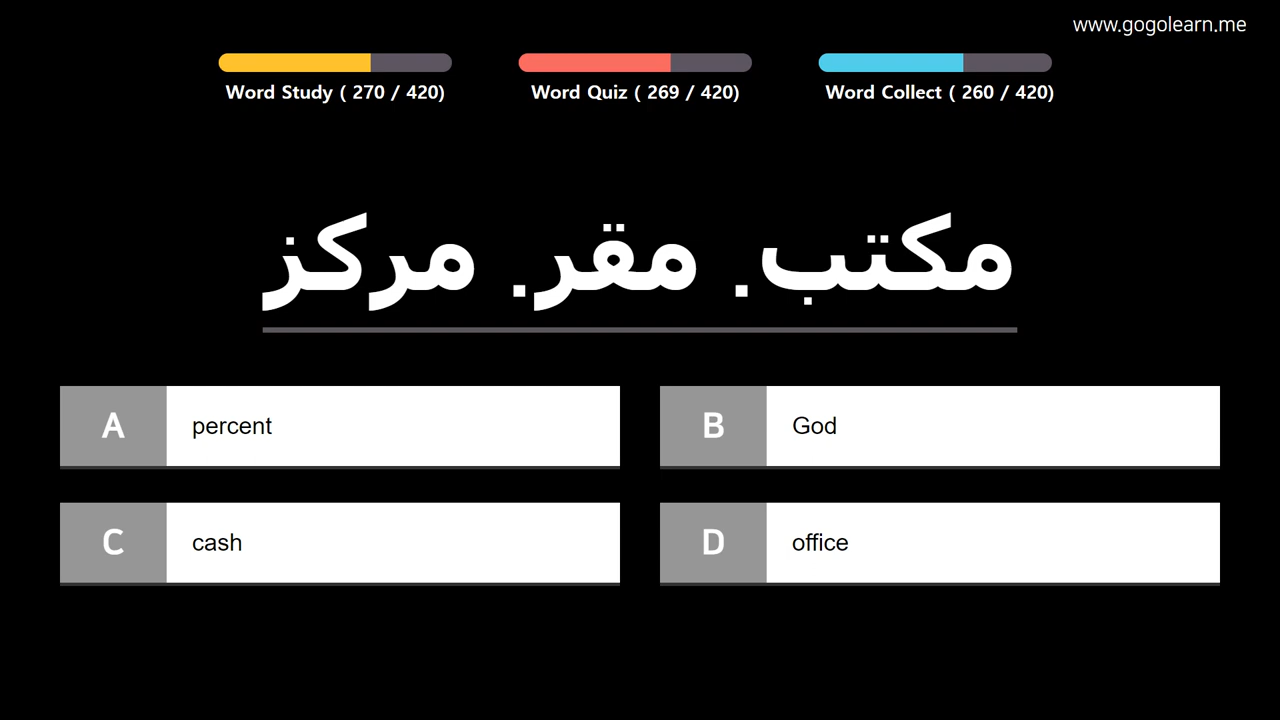 www.gogolearn.me
Word Study ( 270 / 420)
Word Quiz ( 269 / 420)
Word Collect ( 260 / 420)
مكتب. مقر. مركز
A percent
B God
C cash
D office